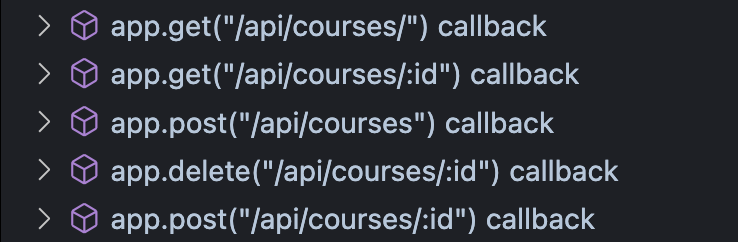 app.get("/api/courses/") callback
app.get("/api/courses/:id") callback
app.post("/api/courses") callback
app.delete("/api/courses/:id") callback
app.post("/api/courses/:id") callback